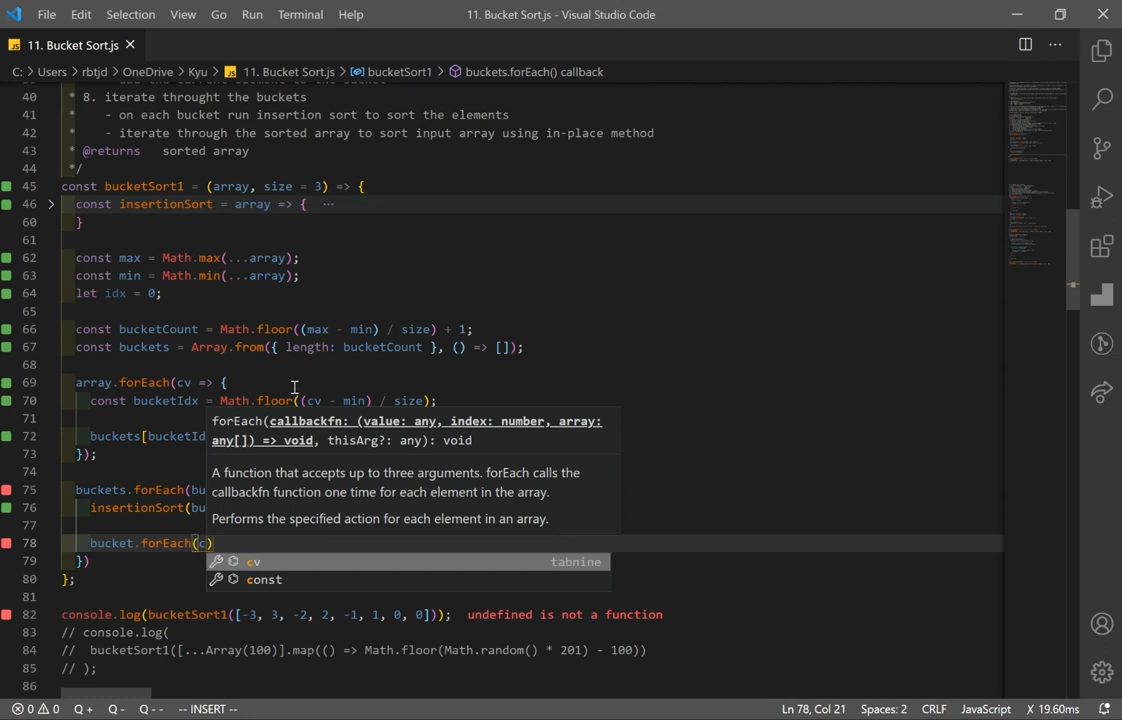 File Edit Selection View Go Run Terminal Help 11. Bucket Sort.js - Visual Studio Code
JS 11. Bucket Sort.js
C: > Users > rbtjd > OneDrive > Kyu > JS 11. Bucket Sort.js > bucketSort1 > buckets.forEach() callback
40 * 8. iterate throught the buckets
41 * - on each bucket run insertion sort to sort the elements
42 * - iterate through the sorted array to sort input array using in-place method
43 * @returns sorted array
44 */
45 const bucketSort1 = (array, size = 3) => {
46 const insertionSort = array => { ...
60 }
61
62 const max = Math.max(...array);
63 const min = Math.min(...array);
64 let idx = 0;
65
66 const bucketCount = Math.floor((max - min) / size) + 1;
67 const buckets = Array.from({ length: bucketCount }, () => []);
68
69 array.forEach(cv => {
70 const bucketIdx = Math.floor((cv - min) / size);
71
72 buckets[bucketId
73 });
74
75 buckets.forEach(bu
76 insertionSort(bu
77
78 bucket.forEach(c)
79 })
80 };
81
82 console.log(bucketSort1([-3, 3, -2, 2, -1, 1, 0, 0])); undefined is not a function
83 // console.log(
84 // bucketSort1([...Array(100)].map(() => Math.floor(Math.random() * 201) - 100))
85 // );
86
forEach(callbackfn: (value: any, index: number, array:
any[]) => void, thisArg?: any): void
A function that accepts up to three arguments. forEach calls the
callbackfn function one time for each element in the array.
Performs the specified action for each element in an array.
cv tabnine
const
0 0 Q + Q - Q - - -- INSERT -- Ln 78, Col 21 Spaces: 2 CRLF JavaScript X 19.60ms